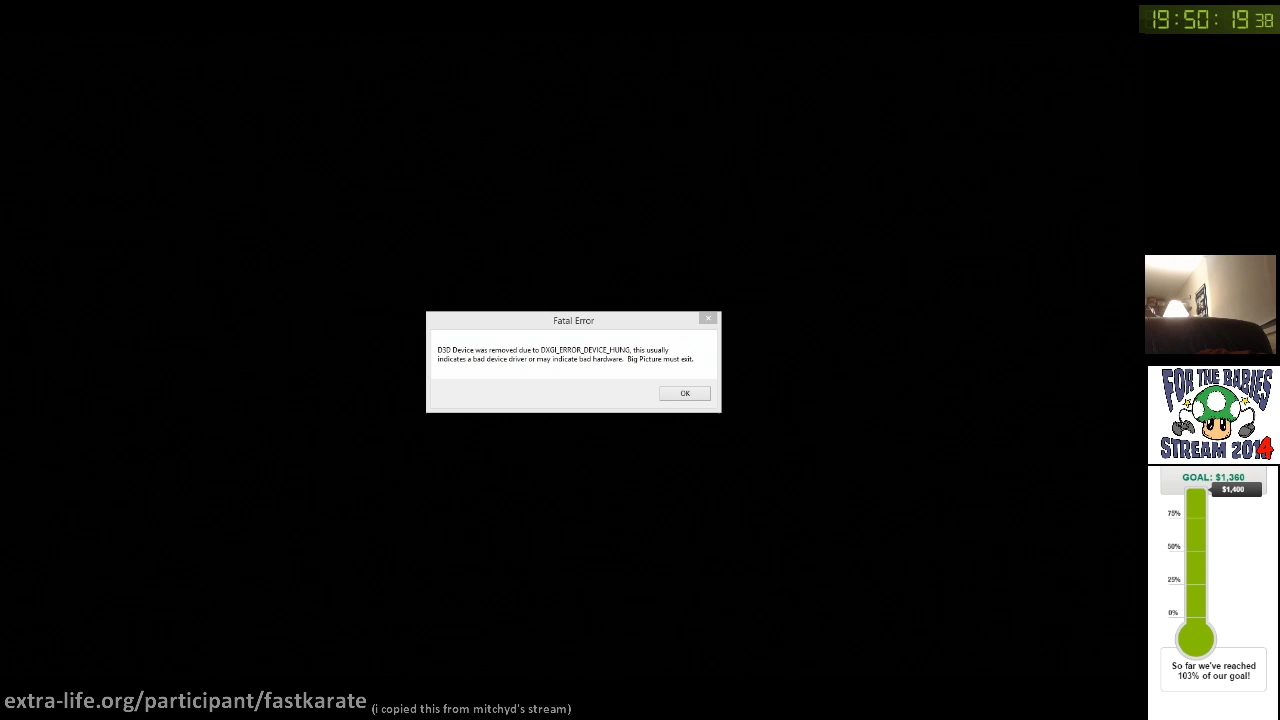 19:50:19 38
Fatal Error
D3D Device was removed due to DXGI_ERROR_DEVICE_HUNG, this usually
indicates a bad device driver or may indicate bad hardware. Big Picture must exit.
OK
FOR THE BABIES
STREAM 2014
GOAL: $1,360
$1,400
75%
50%
25%
0%
So far we've reached
103% of our goal!
extra-life.org/participant/fastkarate (i copied this from mitchyd's stream)